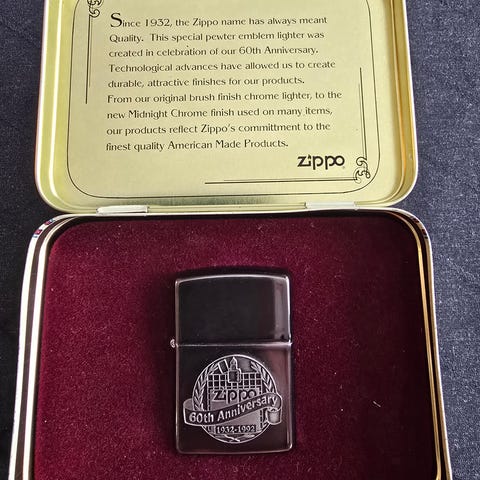 Since 1932, the Zippo name has always meant
Quality. This special pewter emblem lighter was
created in celebration of our 60th Anniversary.
Technological advances have allowed us to create
durable, attractive finishes for our products.
From our original brush finish chrome lighter, to the
new Midnight Chrome finish used on many items,
our products reflect Zippo's committment to the
finest quality American Made Products.
zippo
Zippo
60th Anniversary
1932-1992